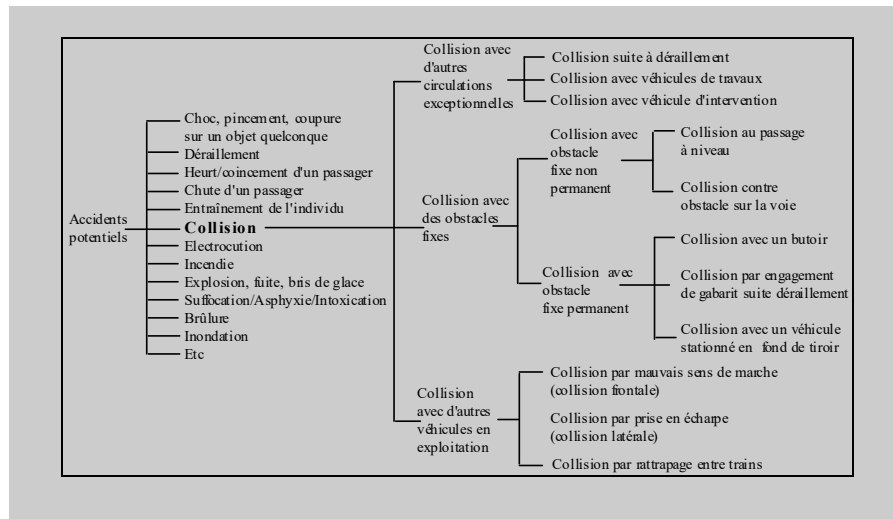 Accidents
potentiels
Choc, pincement, coupure
sur un objet quelconque
Déraillement
Heurt/coincement d'un passager
Chute d'un passager
Entraînement de l'individu
Collision
Electrocution
Incendie
Explosion, fuite, bris de glace
Suffocation/Asphyxie/Intoxication
Brûlure
Inondation
Etc
Collision avec
d'autres
circulations
exceptionnelles
Collision suite à déraillement
Collision avec véhicules de travaux
Collision avec véhicule d'intervention
Collision avec
des obstacles
fixes
Collision avec
obstacle
fixe non
permanent
Collision au passage
à niveau
Collision contre
obstacle sur la voie
Collision avec
obstacle
fixe permanent
Collision avec un butoir
Collision par engagement
de gabarit suite déraillement
Collision avec un véhicule
stationné en fond de tiroir
Collision
avec d'autres
véhicules en
exploitation
Collision par mauvais sens de marche
(collision frontale)
Collision par prise en écharpe
(collision latérale)
Collision par rattrapage entre trains